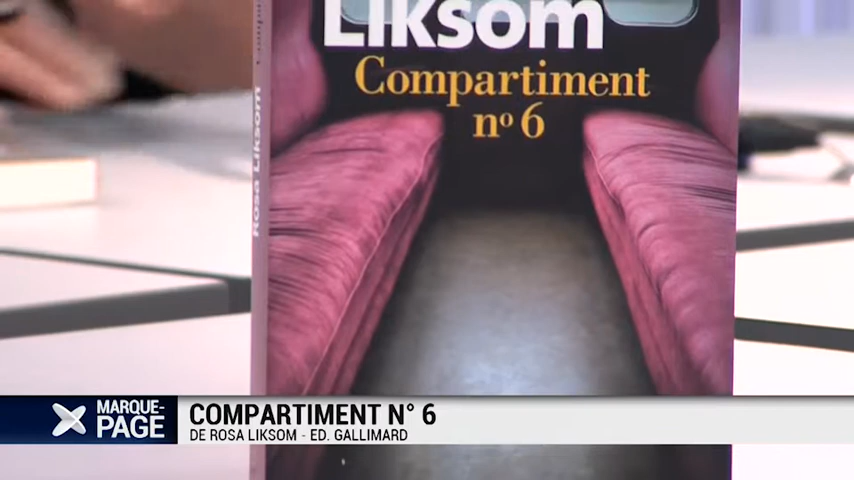 Liksom
Compartiment
nº 6
Rosa Liksom
MARQUE-
PAGE
COMPARTIMENT N° 6
DE ROSA LIKSOM - ED. GALLIMARD